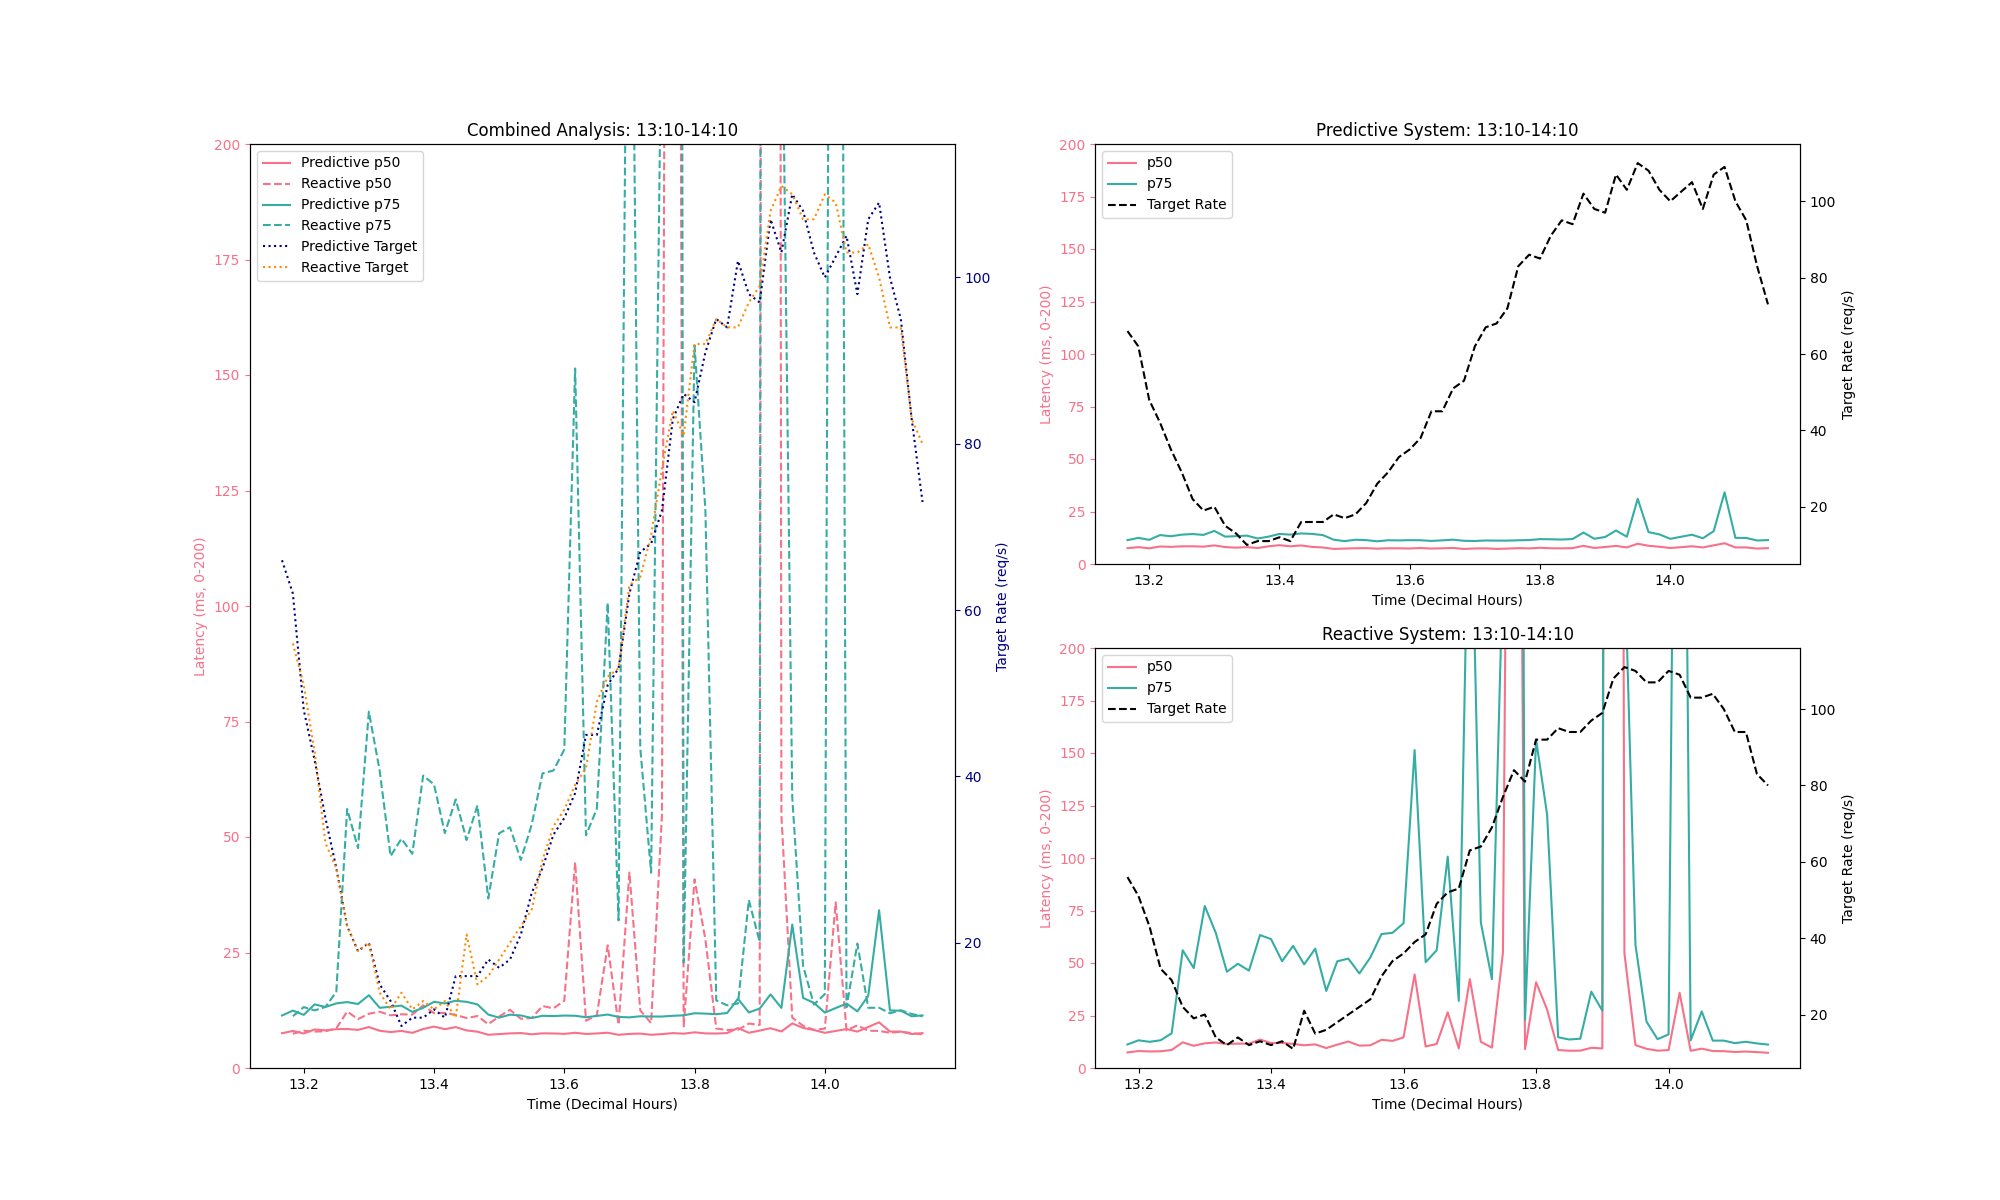 Combined Analysis: 13:10-14:10
Predictive p50
Reactive p50
Predictive p75
Reactive p75
Predictive Target
Reactive Target
200
175
150
125
100
75
50
25
0
Latency (ms, 0-200)
100
80
60
40
20
Target Rate (req/s)
13.2 13.4 13.6 13.8 14.0
Time (Decimal Hours)
Predictive System: 13:10-14:10
p50
p75
Target Rate
200
175
150
125
100
75
50
25
0
Latency (ms, 0-200)
100
80
60
40
20
Target Rate (req/s)
13.2 13.4 13.6 13.8 14.0
Time (Decimal Hours)
Reactive System: 13:10-14:10
p50
p75
Target Rate
200
175
150
125
100
75
50
25
0
Latency (ms, 0-200)
100
80
60
40
20
Target Rate (req/s)
13.2 13.4 13.6 13.8 14.0
Time (Decimal Hours)